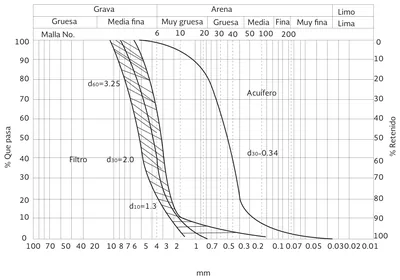 Grava Arena Limo
Gruesa Media fina Muy gruesa Gruesa Media Fina Muy fina Lima
Malla No. 6 10 20 30 40 50 100 200
100 0
90 10
80 20
70 30
60 40
50 50
40 60
30 70
20 80
10 90
0 100
d60=3.25
Acuífero
Filtro d30=2.0 d30=0.34
d10=1.3
% Que pasa
% Retenido
100 70 50 40 30 20 10 8 7 6 5 4 3 2 1 0.7 0.5 0.3 0.2 0.1 0.07 0.05 0.03 0.02 0.01
mm